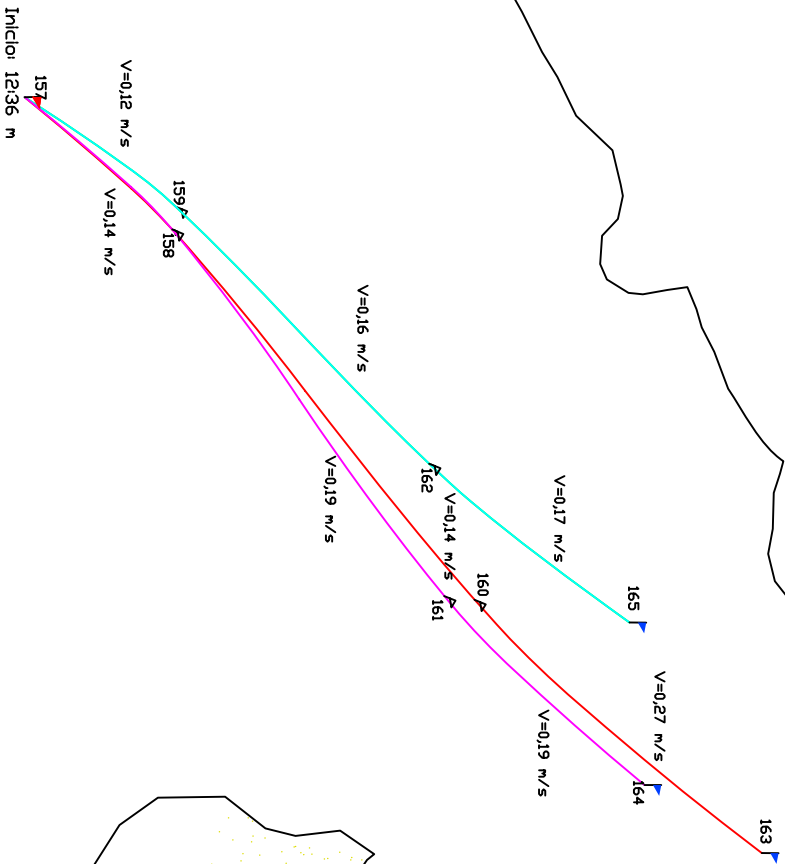 Inicio: 12:36 m
157
V=0,12 m/s
V=0,14 m/s
159
158
V=0,16 m/s
V=0,19 m/s
162
V=0,14 m/s
V=0,17 m/s
160
161
165
V=0,27 m/s
V=0,19 m/s
164
163